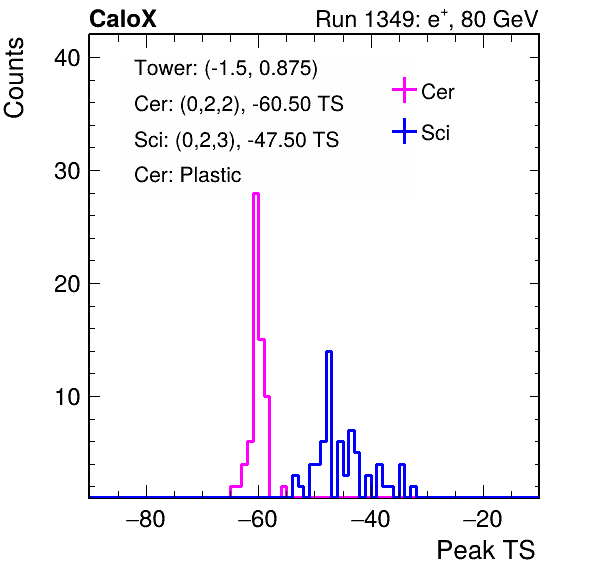 CaloX Run 1349: e⁺, 80 GeV
Counts
40
30
20
10
Tower: (-1.5, 0.875)
Cer: (0,2,2), -60.50 TS
Sci: (0,2,3), -47.50 TS
Cer: Plastic
Cer
Sci
−80 −60 −40 −20
Peak TS